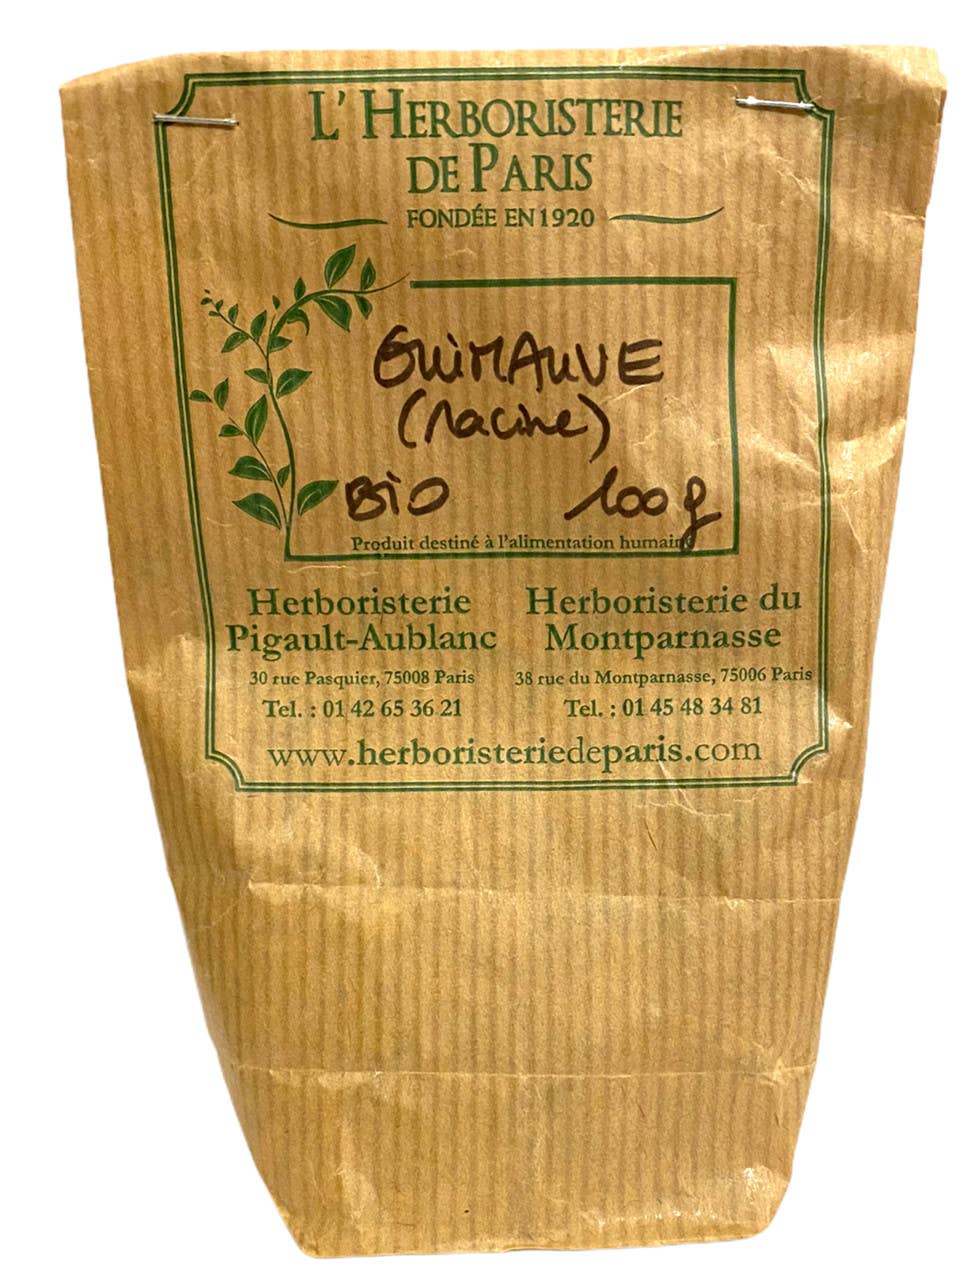 L' HERBORISTERIE
DE PARIS
FONDÉE EN 1920
GUIMAUVE
(racine)
BIO 100g
Produit destiné à l'alimentation humaine
Herboristerie
Pigault-Aublanc
30 rue Pasquier, 75008 Paris
Tel. : 01 42 65 36 21
Herboristerie du
Montparnasse
38 rue du Montparnasse, 75006 Paris
Tel. : 01 45 48 34 81
www.herboristeriedeparis.com